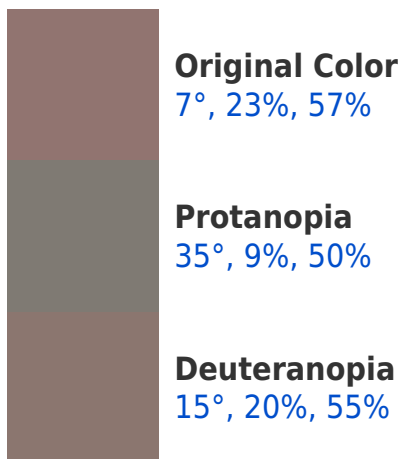 Original Color
7°, 23%, 57%
Protanopia
35°, 9%, 50%
Deuteranopia
15°, 20%, 55%